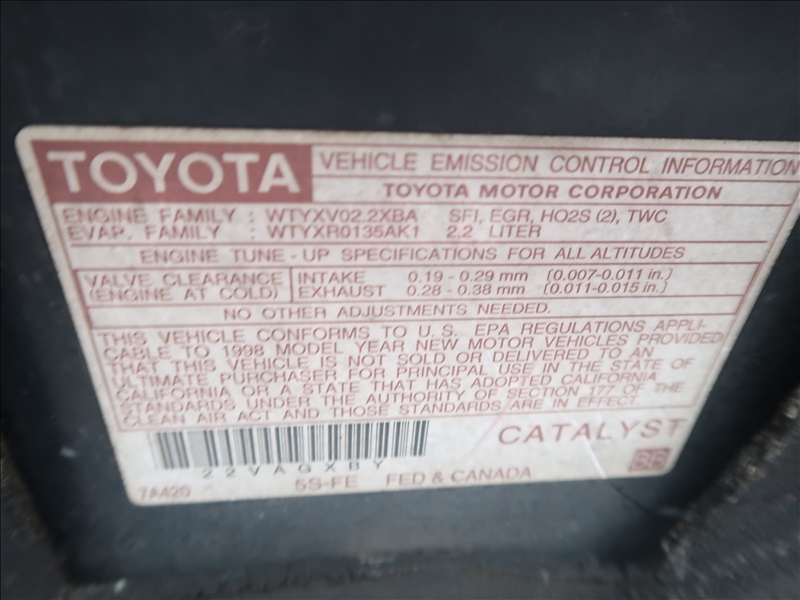 TOYOTA
VEHICLE EMISSION CONTROL INFORMATION
TOYOTA MOTOR CORPORATION
ENGINE FAMILY : WTYXV02.2XBA SFI, EGR, HO2S (2), TWC
EVAP. FAMILY : WTYXR0135AK1 2.2 LITER
ENGINE TUNE - UP SPECIFICATIONS FOR ALL ALTITUDES
VALVE CLEARANCE INTAKE 0.19 - 0.29 mm (0.007-0.011 in.)
(ENGINE AT COLD) EXHAUST 0.28 - 0.38 mm (0.011-0.015 in.)
NO OTHER ADJUSTMENTS NEEDED.
THIS VEHICLE CONFORMS TO U.S. EPA REGULATIONS APPLI-
CABLE TO 1998 MODEL YEAR NEW MOTOR VEHICLES PROVIDED
THAT THIS VEHICLE IS NOT SOLD OR DELIVERED TO AN
ULTIMATE PURCHASER FOR PRINCIPAL USE IN THE STATE OF
CALIFORNIA OR A STATE THAT HAS ADOPTED CALIFORNIA
STANDARDS UNDER THE AUTHORITY OF SECTION 177 OF THE
CLEAN AIR ACT AND THOSE STANDARDS ARE IN EFFECT.
CATALYST
22VAGXBY
7A420 5S-FE FED & CANADA